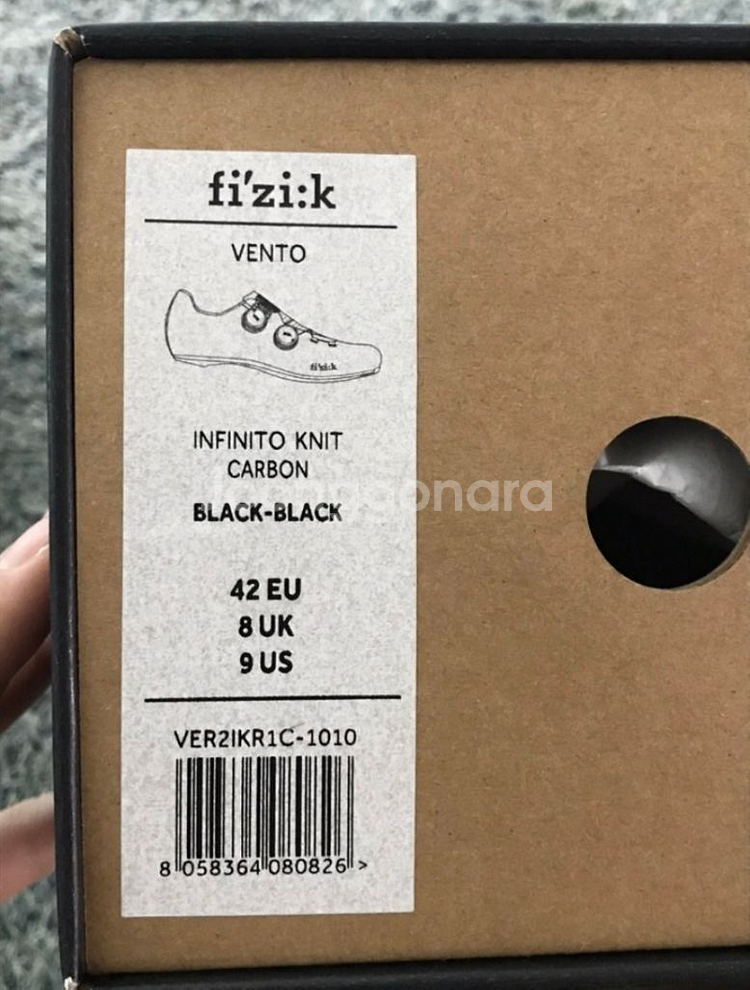 fi'zi:k
VENTO
fi'zi:k
INFINITO KNIT
CARBON
BLACK-BLACK
42 EU
8 UK
9 US
VER2IKR1C-1010
8 058364 080826 >